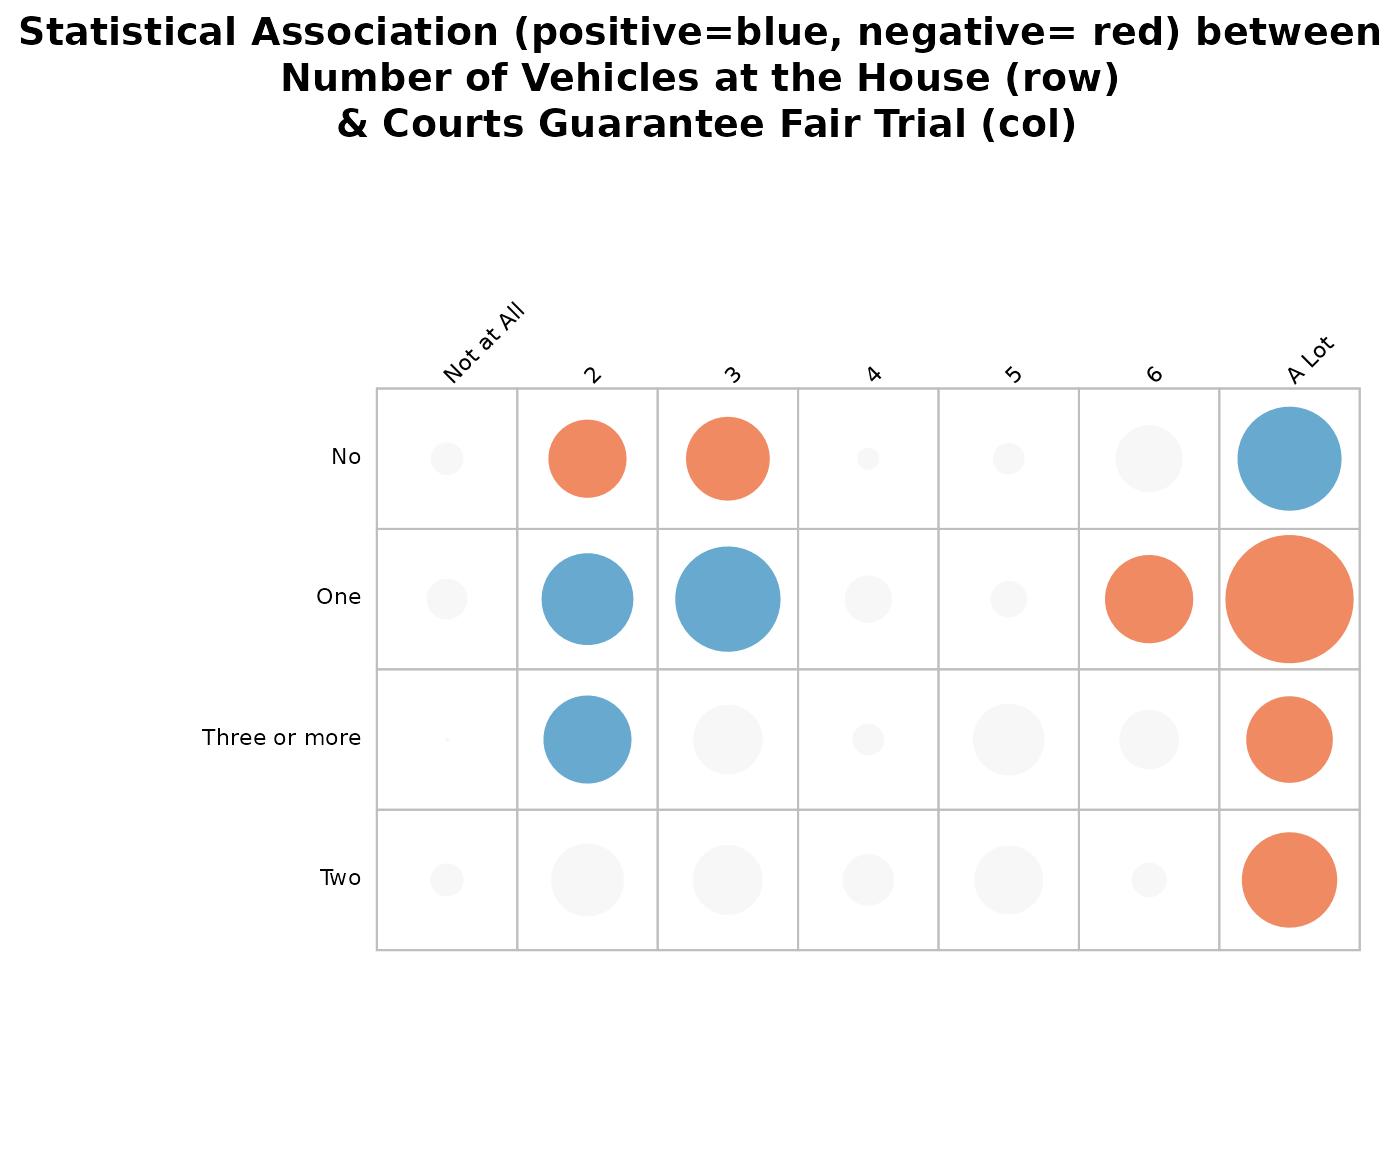 Statistical Association (positive=blue, negative= red) between
Number of Vehicles at the House (row)
& Courts Guarantee Fair Trial (col)
Not at All
2
3
4
5
6
A Lot
No
One
Three or more
Two